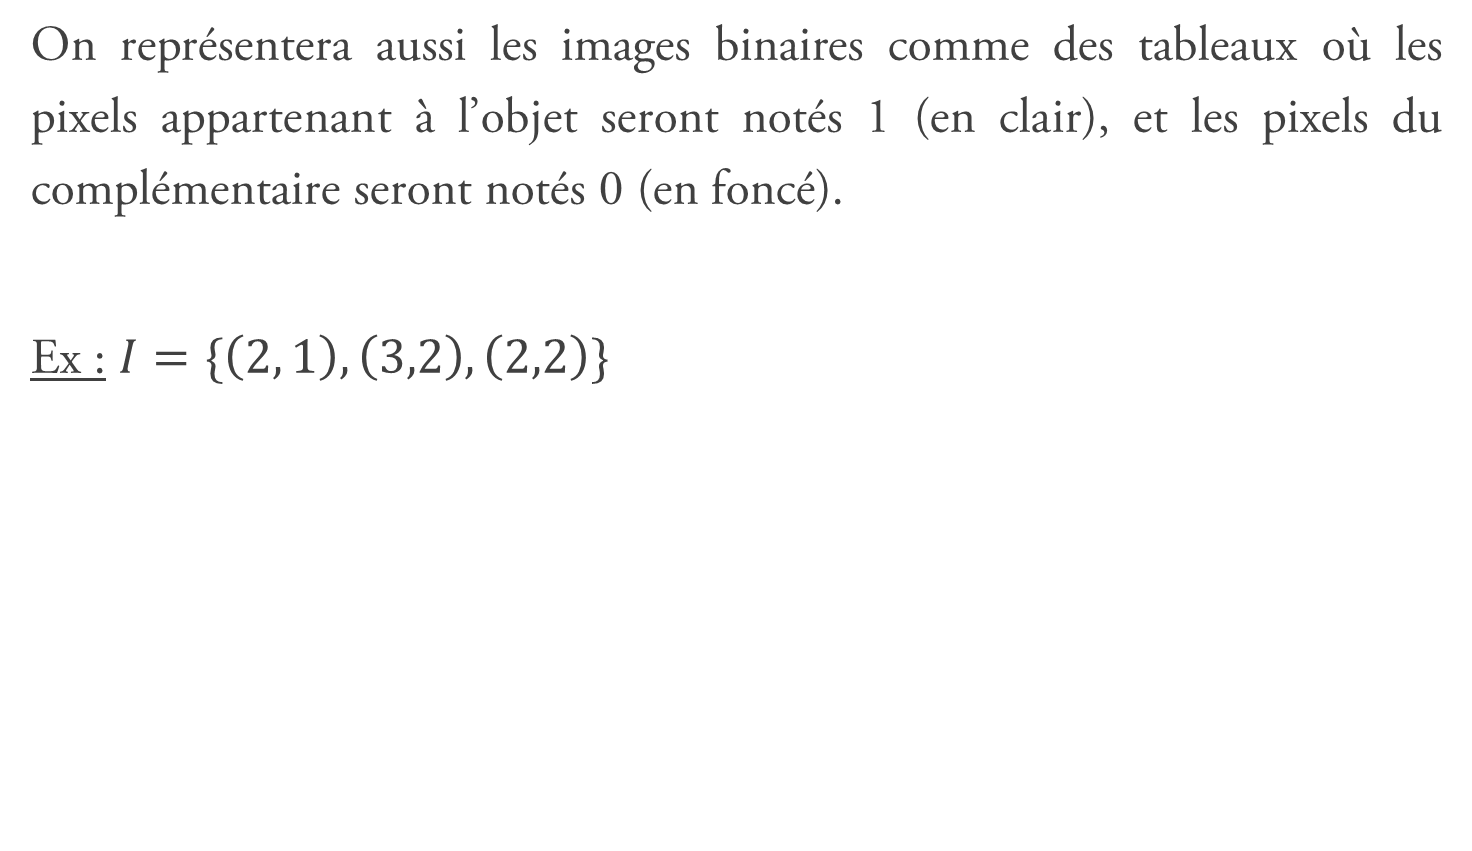 On représentera aussi les images binaires comme des tableaux où les
pixels appartenant à l’objet seront notés 1 (en clair), et les pixels du
complémentaire seront notés 0 (en foncé).
Ex : I = {(2, 1), (3,2), (2,2)}